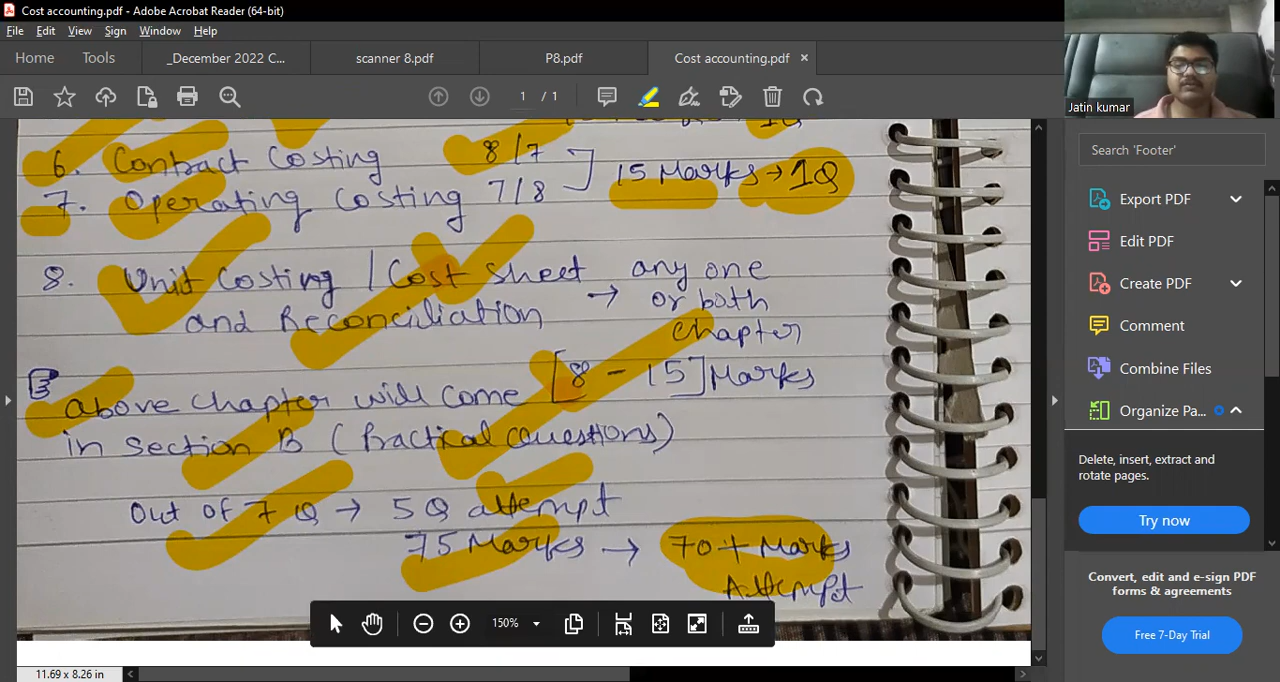 Cost accounting.pdf - Adobe Acrobat Reader (64-bit)
File Edit View Sign Window Help
Home Tools _December 2022 C... scanner 8.pdf P8.pdf Cost accounting.pdf ×
1 / 1
Jatin kumar
Search 'Footer'
6. Contract Costing 8/7
7. Operating Costing 7/8
15 Marks → 1Q
8. Unit Costing / Cost sheet → any one
and Reconciliation or both
chapter
above chapter will come [8 - 15] Marks
in section B (Practical Questions)
Out of 7 Q → 5 Q attempt
75 Marks → 70+ Marks
Attempt
150%
11.69 x 8.26 in
Export PDF
Edit PDF
Create PDF
Comment
Combine Files
Organize Pa...
Delete, insert, extract and
rotate pages.
Try now
Convert, edit and e-sign PDF
forms & agreements
Free 7-Day Trial